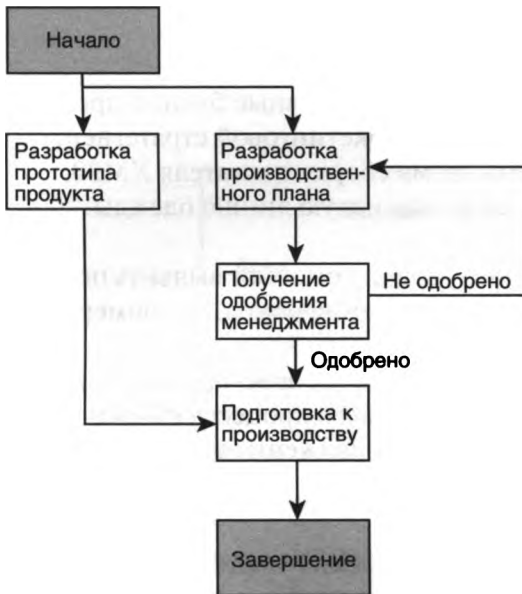 Начало
Разработка
прототипа
продукта
Разработка
производствен-
ного плана
Получение
одобрения
менеджмента
Не одобрено
Одобрено
Подготовка к
производству
Завершение